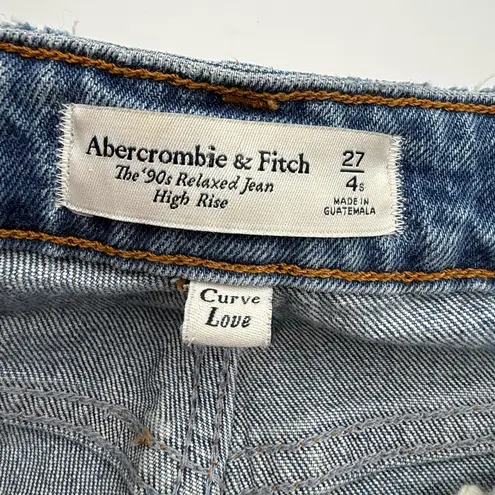 Abercrombie & Fitch
The '90s Relaxed Jean
High Rise
27
4s
MADE IN
GUATEMALA
Curve
Love